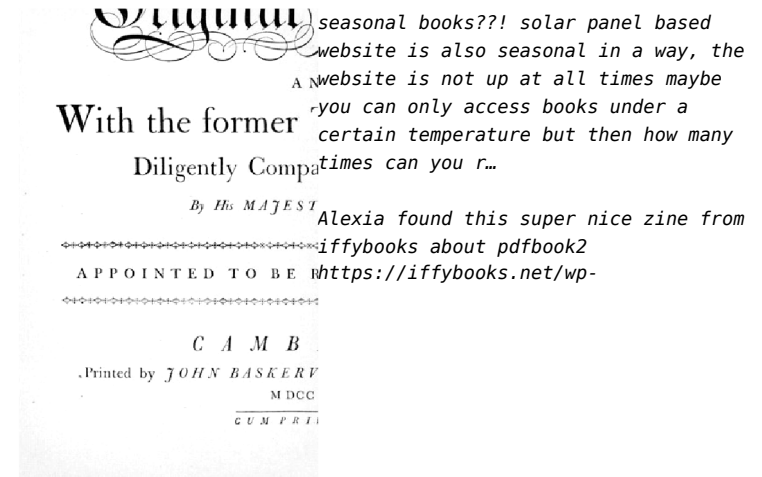 Original
A N
With the former
Diligently Compa
By His MAJEST
APPOINTED TO BE R
C A M B
Printed by JOHN BASKERV
M DCC
CUM PRI
seasonal books??! solar panel based
website is also seasonal in a way, the
website is not up at all times maybe
you can only access books under a
certain temperature but then how many
times can you r…
Alexia found this super nice zine from
iffybooks about pdfbook2
https://iffybooks.net/wp-